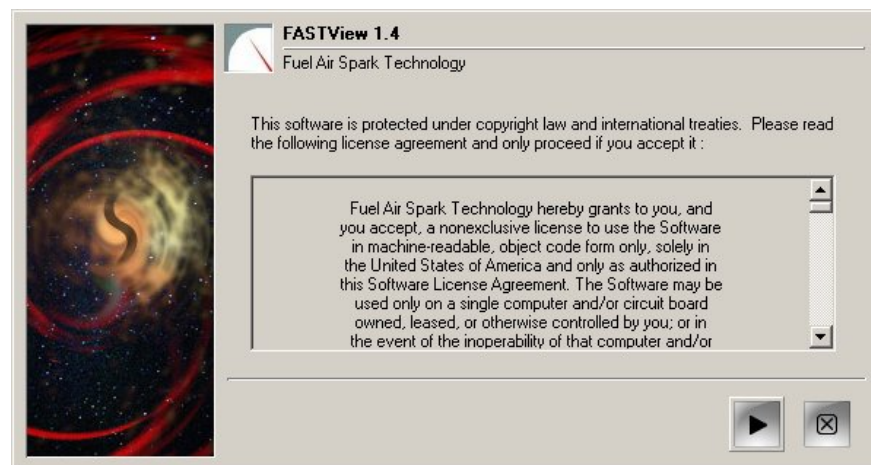 FASTView 1.4
Fuel Air Spark Technology
This software is protected under copyright law and international treaties.  Please read
the following license agreement and only proceed if you accept it :
Fuel Air Spark Technology hereby grants to you, and
you accept, a nonexclusive license to use the Software
in machine-readable, object code form only, solely in
the United States of America and only as authorized in
this Software License Agreement. The Software may be
used only on a single computer and/or circuit board
owned, leased, or otherwise controlled by you; or in
the event of the inoperability of that computer and/or